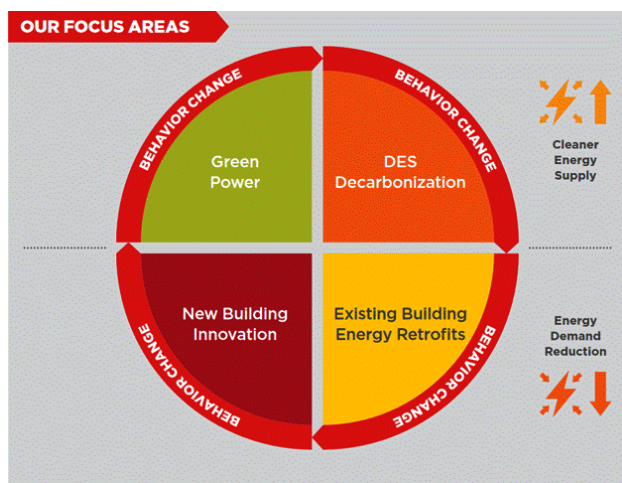 OUR FOCUS AREAS
BEHAVIOR CHANGE
BEHAVIOR CHANGE
Green
Power
DES
Decarbonization
Cleaner
Energy
Supply
New Building
Innovation
Existing Building
Energy Retrofits
Energy
Demand
Reduction
BEHAVIOR CHANGE
BEHAVIOR CHANGE